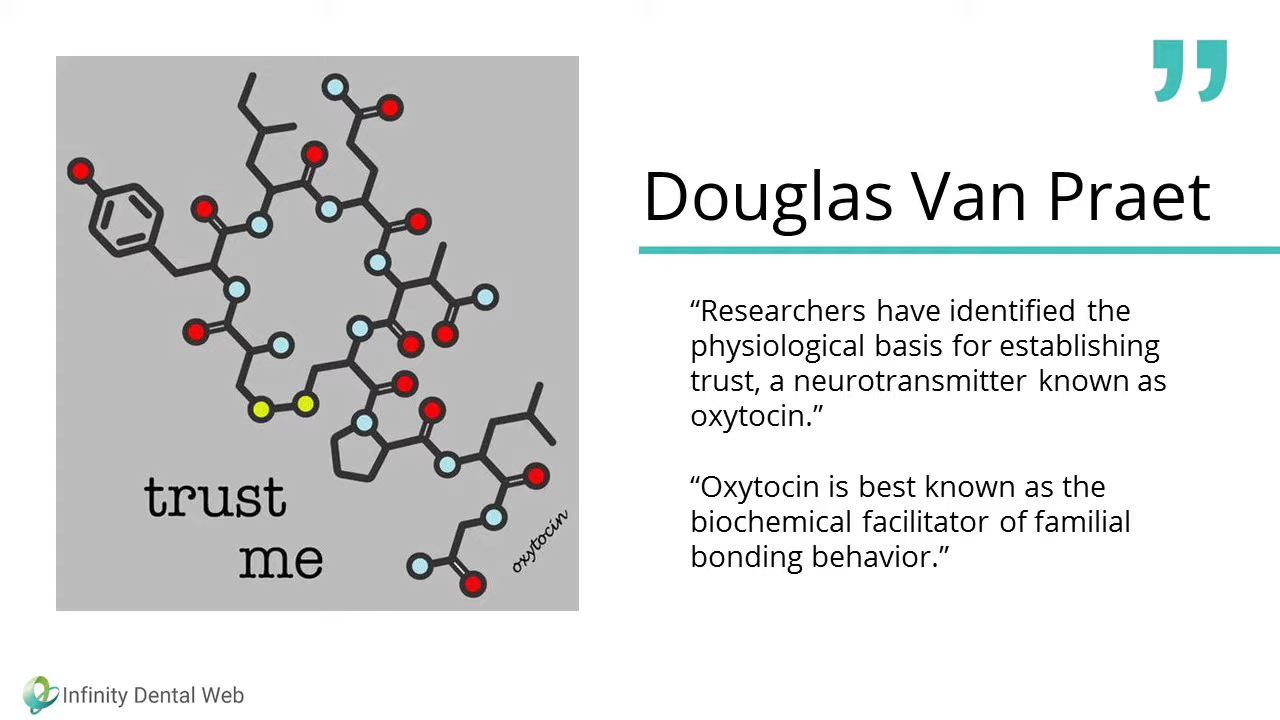 trust
me
oxytocin
”
Douglas Van Praet
“Researchers have identified the
physiological basis for establishing
trust, a neurotransmitter known as
oxytocin.”
“Oxytocin is best known as the
biochemical facilitator of familial
bonding behavior.”
Infinity Dental Web